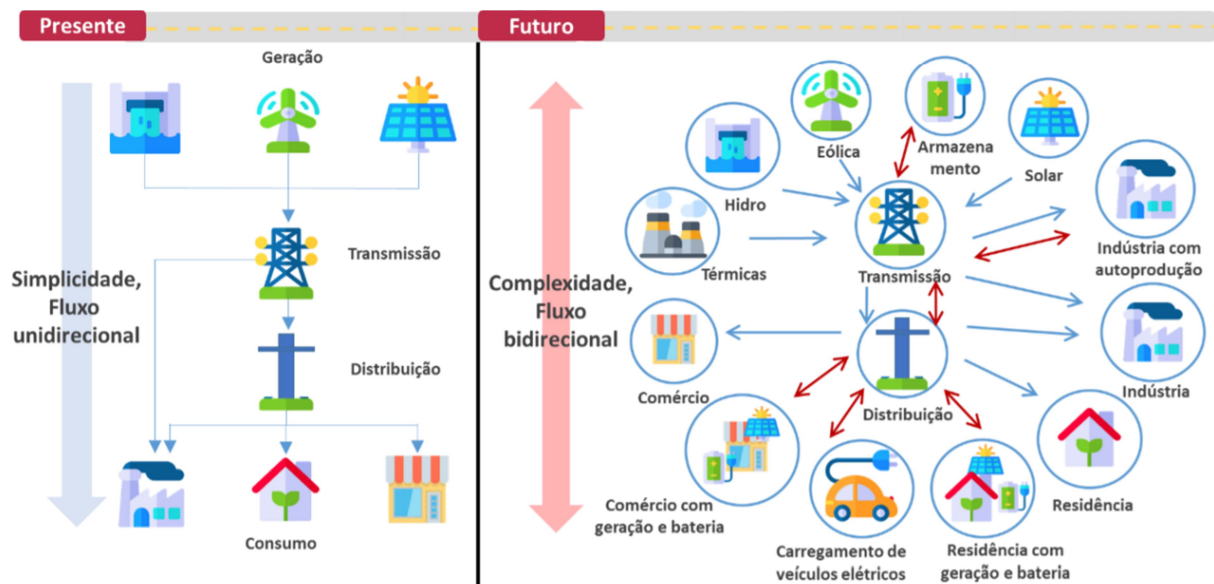 Presente
Geração
Transmissão
Simplicidade,
Fluxo
unidirecional
Distribuição
Consumo
Futuro
Eólica
Armazena
mento
Solar
Hidro
Térmicas
Transmissão
Indústria com
autoprodução
Complexidade,
Fluxo
bidirecional
Comércio
Distribuição
Indústria
Residência
Comércio com
geração e bateria
Carregamento de
veículos elétricos
Residência com
geração e bateria